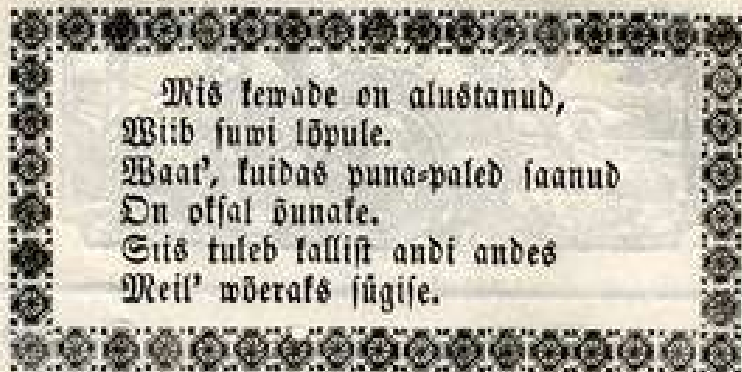 Mis kewade on alustanud,
Wiib suwi lõpule.
Waat', kuidas puna-paled saanud
On oksal õunake.
Siis tuleb kallist andi andes
Meil' wõeraks sügise.